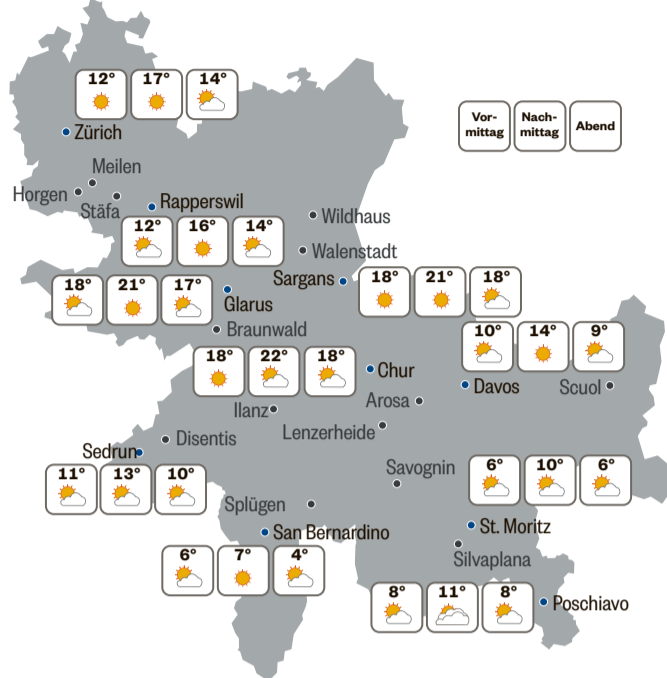 12° 17° 14°
Zürich
Vor-
mittag
Nach-
mittag
Abend
Meilen
Horgen
Stäfa
Rapperswil
12° 16° 14°
Wildhaus
Walenstadt
Sargans
18° 21° 18°
18° 21° 17°
Glarus
Braunwald
10° 14° 9°
Davos
Scuol
18° 22° 18°
Chur
Arosa
Ilanz
Lenzerheide
Disentis
Sedrun
11° 13° 10°
Savognin
6° 10° 6°
St. Moritz
Silvaplana
Splügen
San Bernardino
6° 7° 4°
8° 11° 8°
Poschiavo